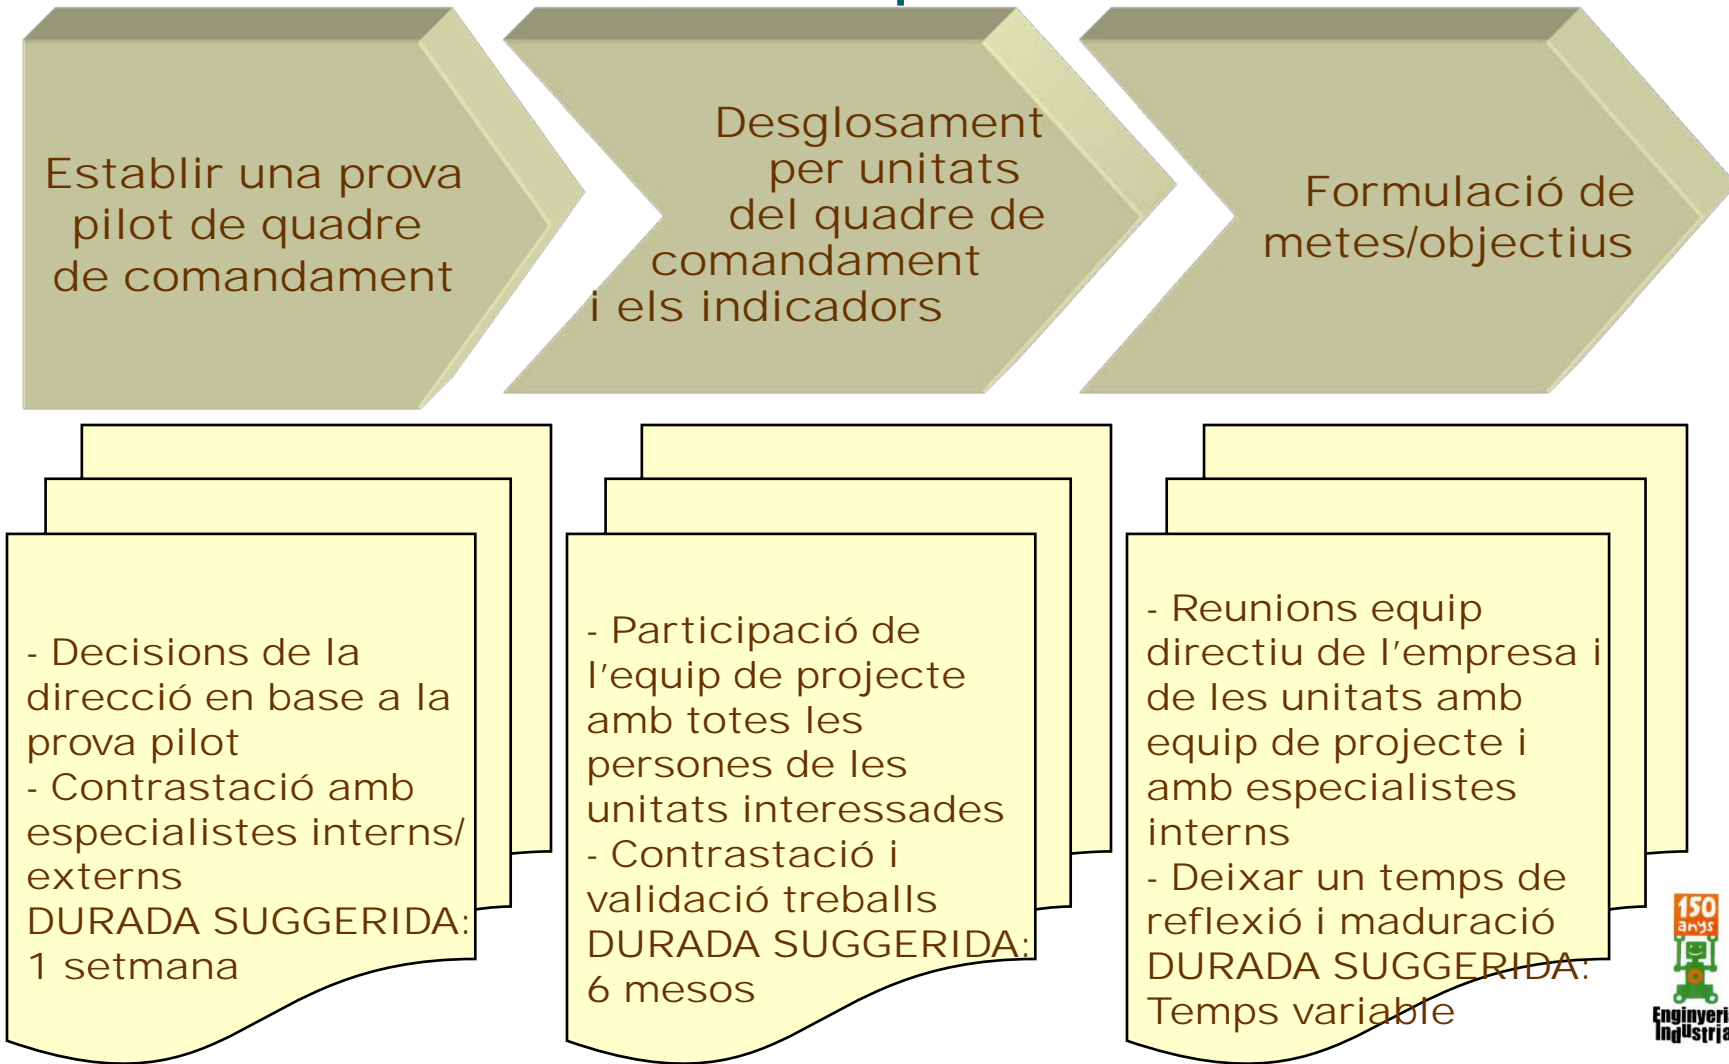 Establir una prova
pilot de quadre
de comandament
Desglosament
per unitats
del quadre de
comandament
i els indicadors
Formulació de
metes/objectius
- Decisions de la
direcció en base a la
prova pilot
- Contrastació amb
especialistes interns/
externs
DURADA SUGGERIDA:
1 setmana
- Participació de
l’equip de projecte
amb totes les
persones de les
unitats interessades
- Contrastació i
validació treballs
DURADA SUGGERIDA:
6 mesos
- Reunions equip
directiu de l’empresa i
de les unitats amb
equip de projecte i
amb especialistes
interns
- Deixar un temps de
reflexió i maduració
DURADA SUGGERIDA:
Temps variable
150
anys
Enginyeri
Industria